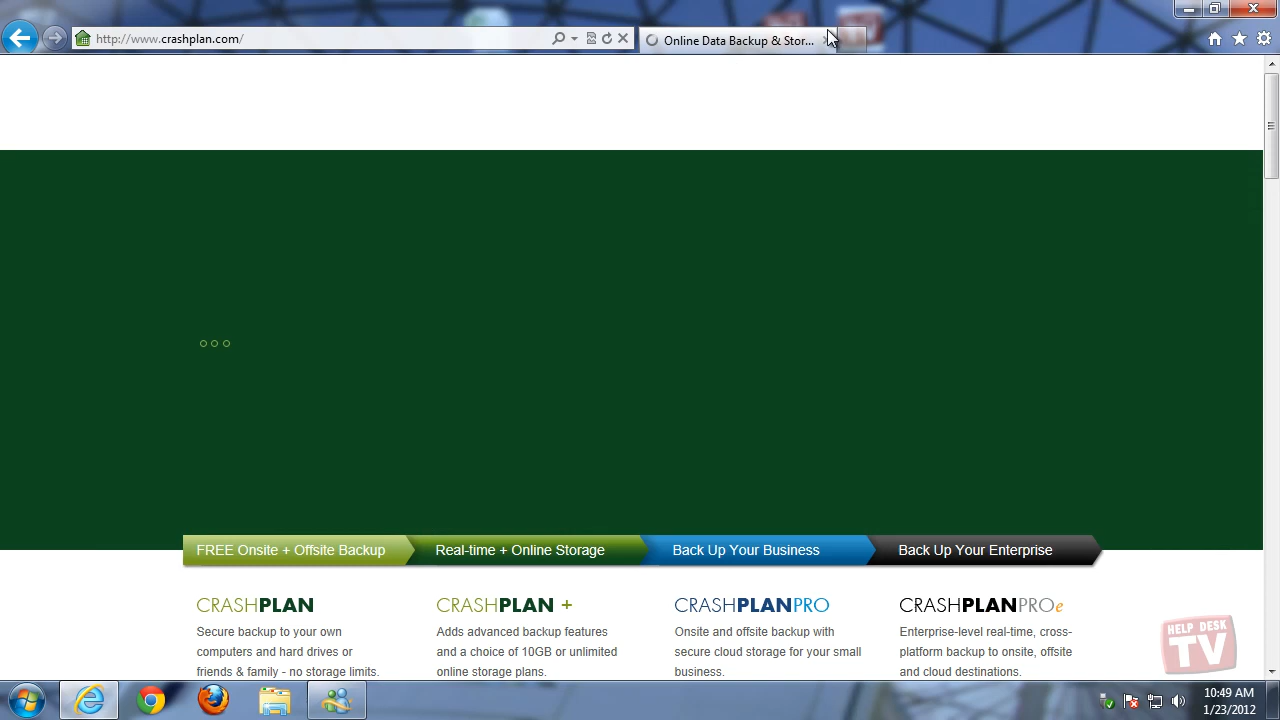 http://www.crashplan.com/
Online Data Backup & Stor...
FREE Onsite + Offsite Backup
Real-time + Online Storage
Back Up Your Business
Back Up Your Enterprise
CRASHPLAN
CRASHPLAN +
CRASHPLANPRO
CRASHPLANPROe
Secure backup to your own
computers and hard drives or
friends & family - no storage limits.
Adds advanced backup features
and a choice of 10GB or unlimited
online storage plans.
Onsite and offsite backup with
secure cloud storage for your small
business.
Enterprise-level real-time, cross-
platform backup to onsite, offsite
and cloud destinations.
HELP DESK
TV
10:49 AM
1/23/2012